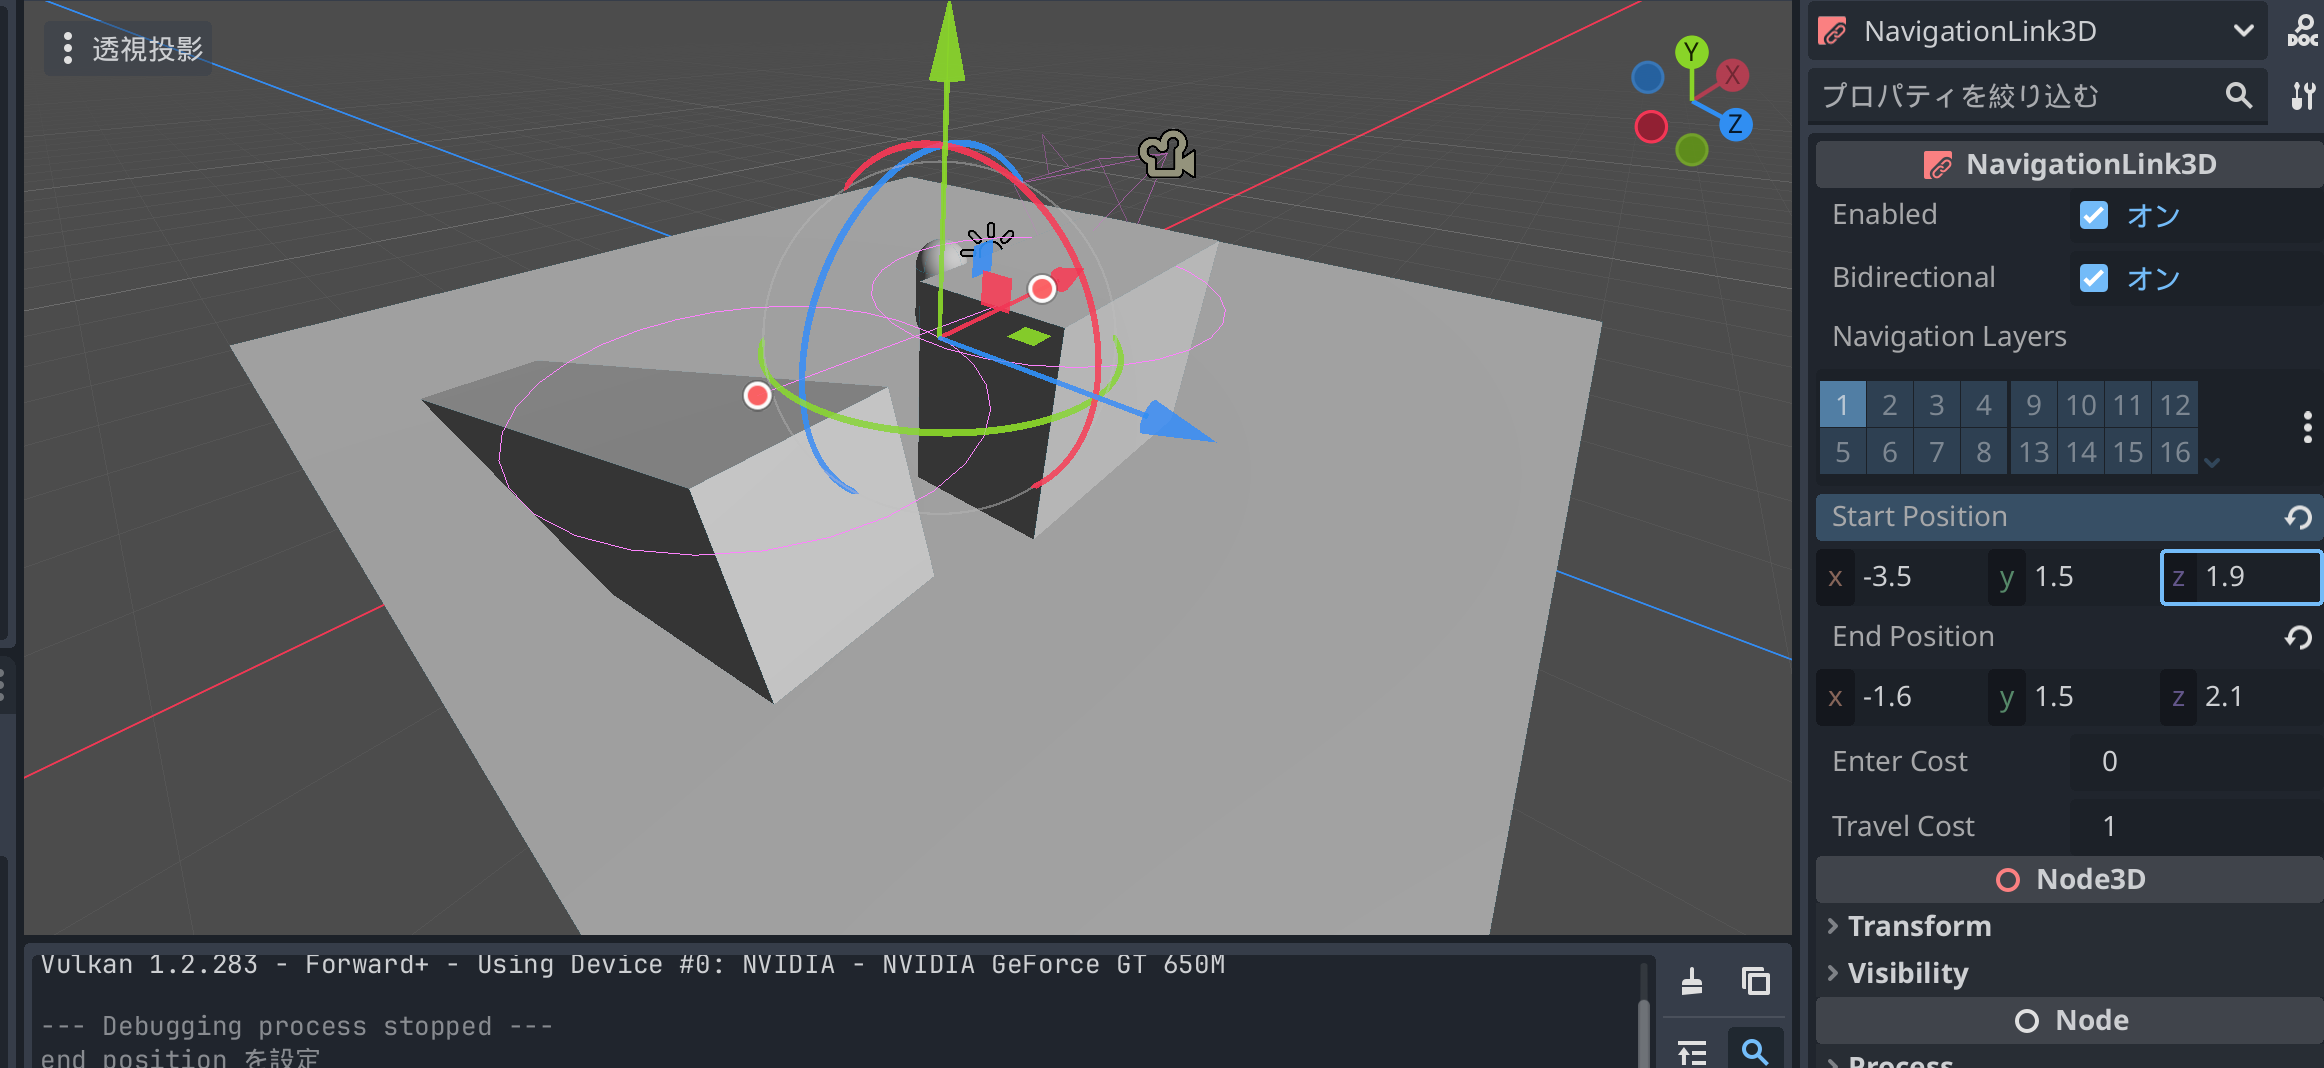 透視投影
Y
X
Z
NavigationLink3D
DOC
プロパティを絞り込む
NavigationLink3D
Enabled オン
Bidirectional オン
Navigation Layers
1 2 3 4 9 10 11 12
5 6 7 8 13 14 15 16
Start Position
x -3.5 y 1.5 z 1.9
End Position
x -1.6 y 1.5 z 2.1
Enter Cost 0
Travel Cost 1
Node3D
Transform
Visibility
Node
Process
Vulkan 1.2.283 - Forward+ - Using Device #0: NVIDIA - NVIDIA GeForce GT 650M
--- Debugging process stopped ---
end position を設定